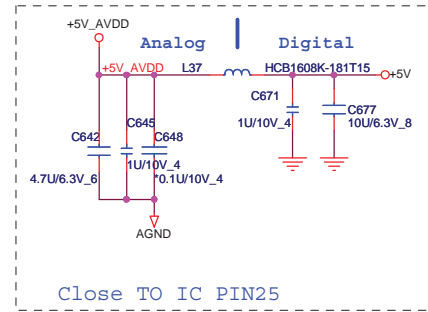 +5V_AVDD
Analog Digital
+5V_AVDD L37 HCB1608K-181T15 +5V
C671
1U/10V_4
C677
10U/6.3V_8
C642
4.7U/6.3V_6
C645
1U/10V_4
C648
*0.1U/10V_4
AGND
Close TO IC PIN25